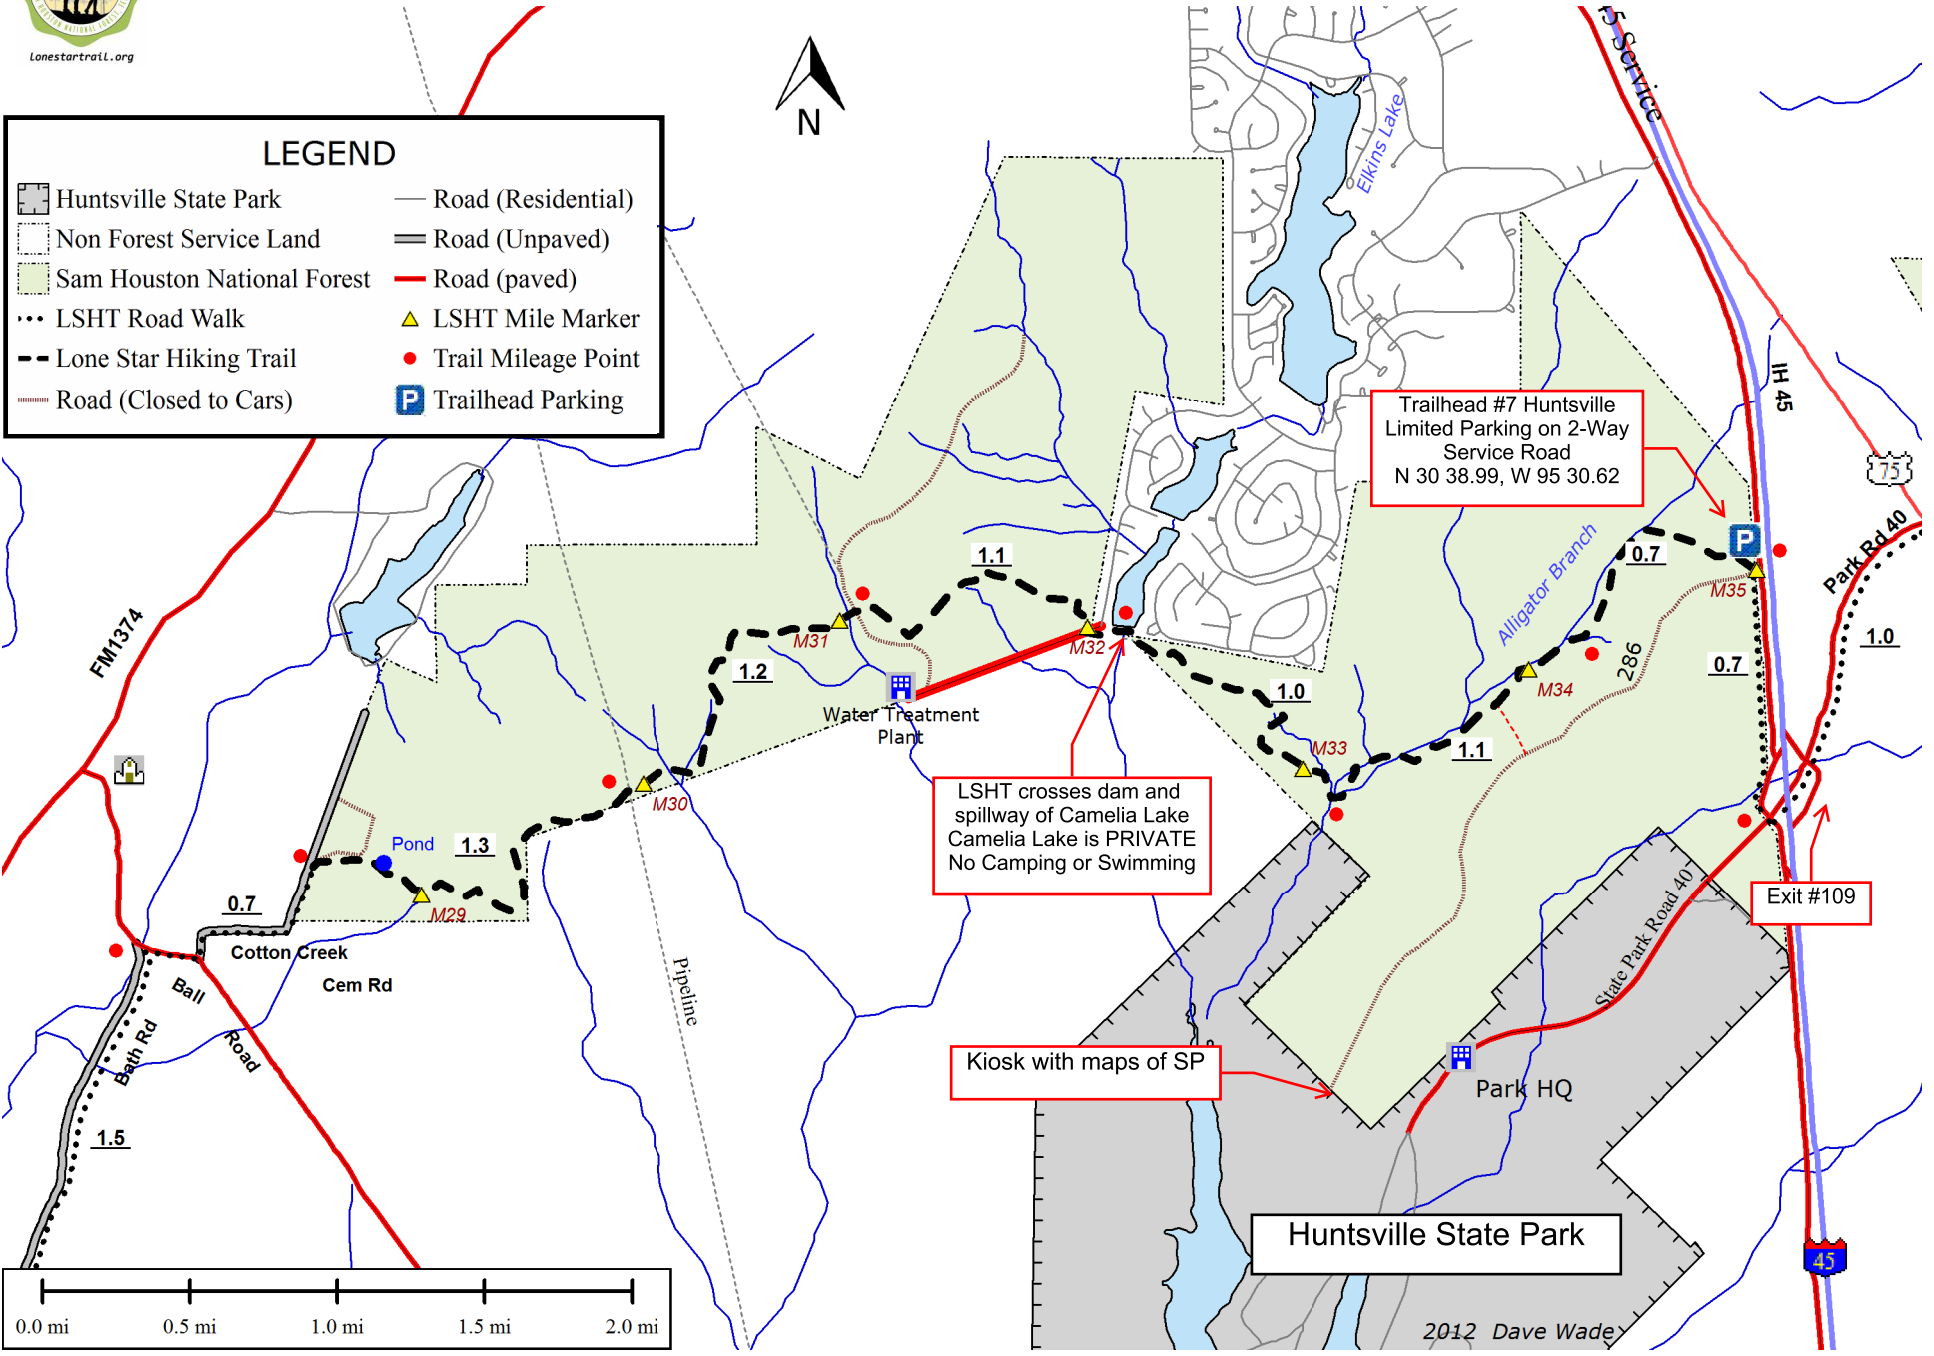 HOUSTON NATIONAL FOREST,
lonestartrail.org
N
LEGEND
Huntsville State Park
Non Forest Service Land
Sam Houston National Forest
LSHT Road Walk
Lone Star Hiking Trail
Road (Closed to Cars)
Road (Residential)
Road (Unpaved)
Road (paved)
LSHT Mile Marker
Trail Mileage Point
P Trailhead Parking
Elkins Lake
45 Service
IH 45
75
Trailhead #7 Huntsville
Limited Parking on 2-Way
Service Road
N 30 38.99, W 95 30.62
P
Park Rd 40
Alligator Branch
0.7
M35
1.0
0.7
286
M34
1.1
M33
1.0
M32
1.1
M31
1.2
Water Treatment
Plant
M30
FM1374
Pond
1.3
M29
0.7
Cotton Creek
Cem Rd
Ball
Road
Bath Rd
1.5
Pipeline
LSHT crosses dam and
spillway of Camelia Lake
Camelia Lake is PRIVATE
No Camping or Swimming
Exit #109
State Park Road 40
Kiosk with maps of SP
Park HQ
Huntsville State Park
45
2012 Dave Wade
0.0 mi
0.5 mi
1.0 mi
1.5 mi
2.0 mi